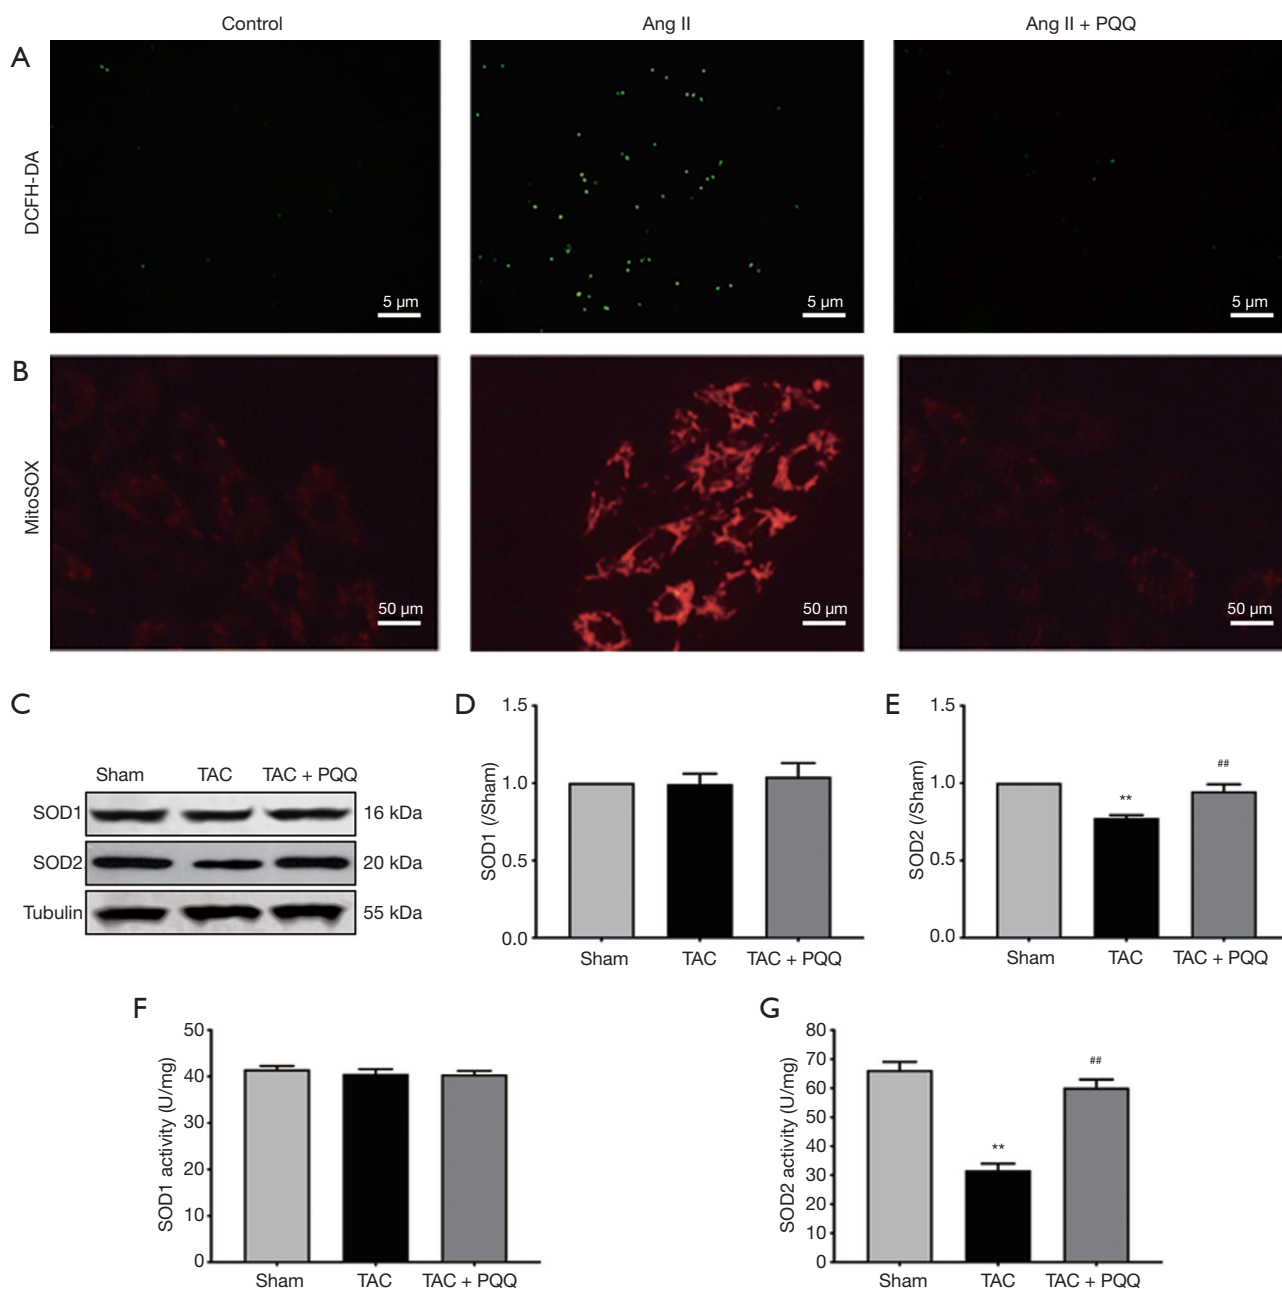 Control Ang II Ang II + PQQ
A
DCFH-DA
5 µm 5 µm 5 µm
B
MitoSOX
50 µm 50 µm 50 µm
C
Sham TAC TAC + PQQ
SOD1 16 kDa
SOD2 20 kDa
Tubulin 55 kDa
D
SOD1 (/Sham)
1.5
1.0
0.5
0.0
Sham TAC TAC + PQQ
E
SOD2 (/Sham)
1.5
1.0
0.5
0.0
**
##
Sham TAC TAC + PQQ
F
SOD1 activity (U/mg)
50
40
30
20
10
0
Sham TAC TAC + PQQ
G
SOD2 activity (U/mg)
80
70
60
50
40
30
20
10
0
**
##
Sham TAC TAC + PQQ